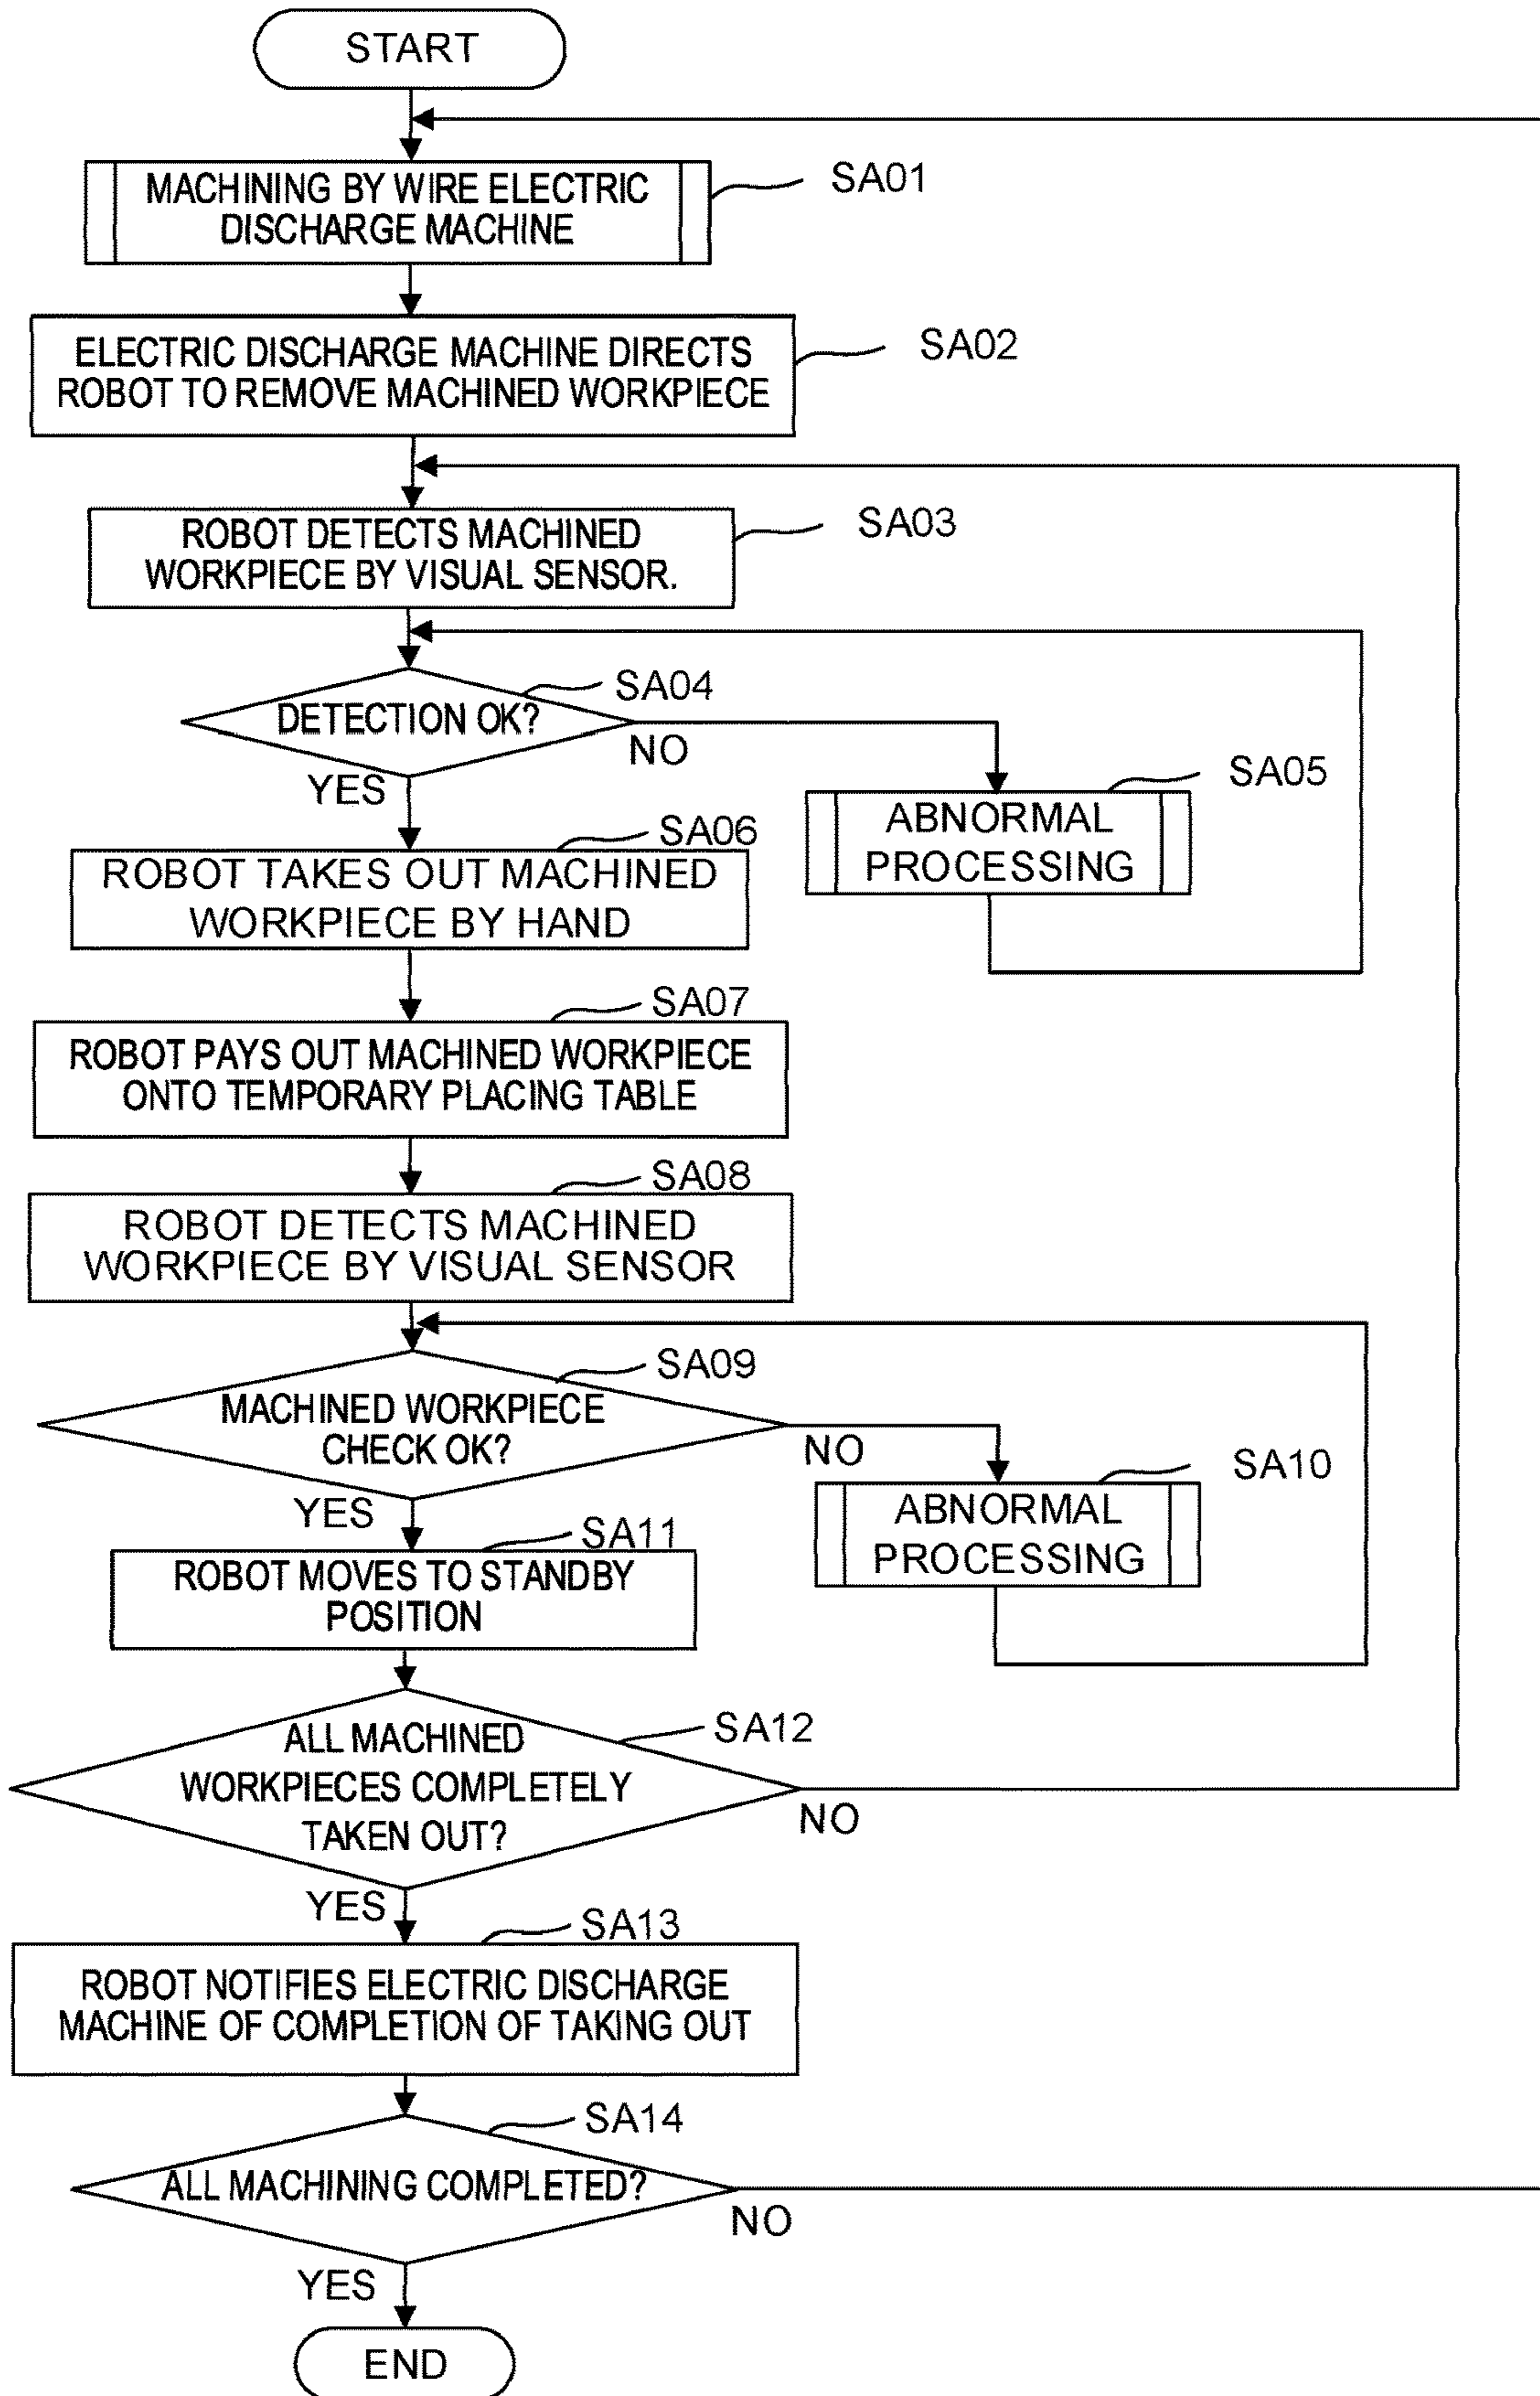 START
MACHINING BY WIRE ELECTRIC
DISCHARGE MACHINE
SA01
ELECTRIC DISCHARGE MACHINE DIRECTS
ROBOT TO REMOVE MACHINED WORKPIECE
SA02
ROBOT DETECTS MACHINED
WORKPIECE BY VISUAL SENSOR.
SA03
SA04
DETECTION OK?
NO
YES
SA05
ABNORMAL
PROCESSING
SA06
ROBOT TAKES OUT MACHINED
WORKPIECE BY HAND
SA07
ROBOT PAYS OUT MACHINED WORKPIECE
ONTO TEMPORARY PLACING TABLE
SA08
ROBOT DETECTS MACHINED
WORKPIECE BY VISUAL SENSOR
SA09
MACHINED WORKPIECE
CHECK OK?
NO
YES
SA10
ABNORMAL
PROCESSING
SA11
ROBOT MOVES TO STANDBY
POSITION
SA12
ALL MACHINED
WORKPIECES COMPLETELY
TAKEN OUT?
NO
YES
SA13
ROBOT NOTIFIES ELECTRIC DISCHARGE
MACHINE OF COMPLETION OF TAKING OUT
SA14
ALL MACHINING COMPLETED?
NO
YES
END